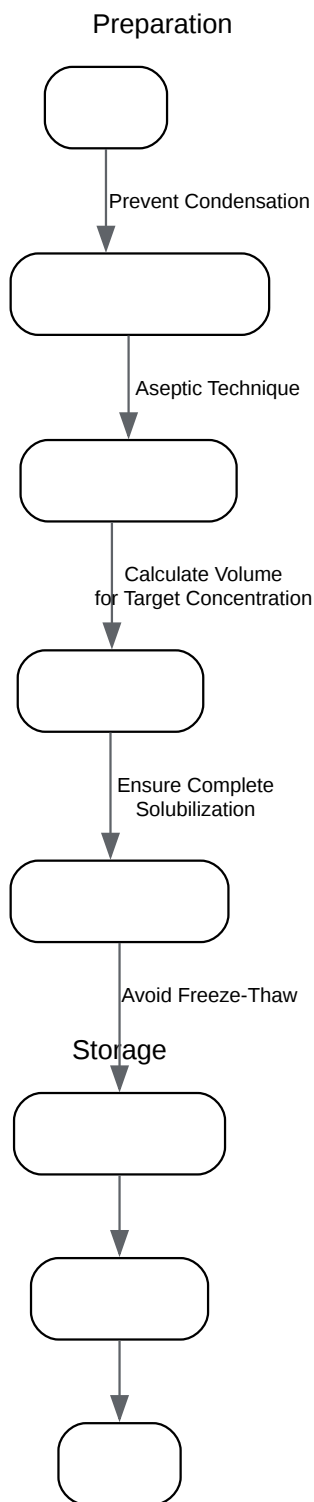 Preparation
Prevent Condensation
Aseptic Technique
Calculate Volume
for Target Concentration
Ensure Complete
Solubilization
Avoid Freeze-Thaw
Storage